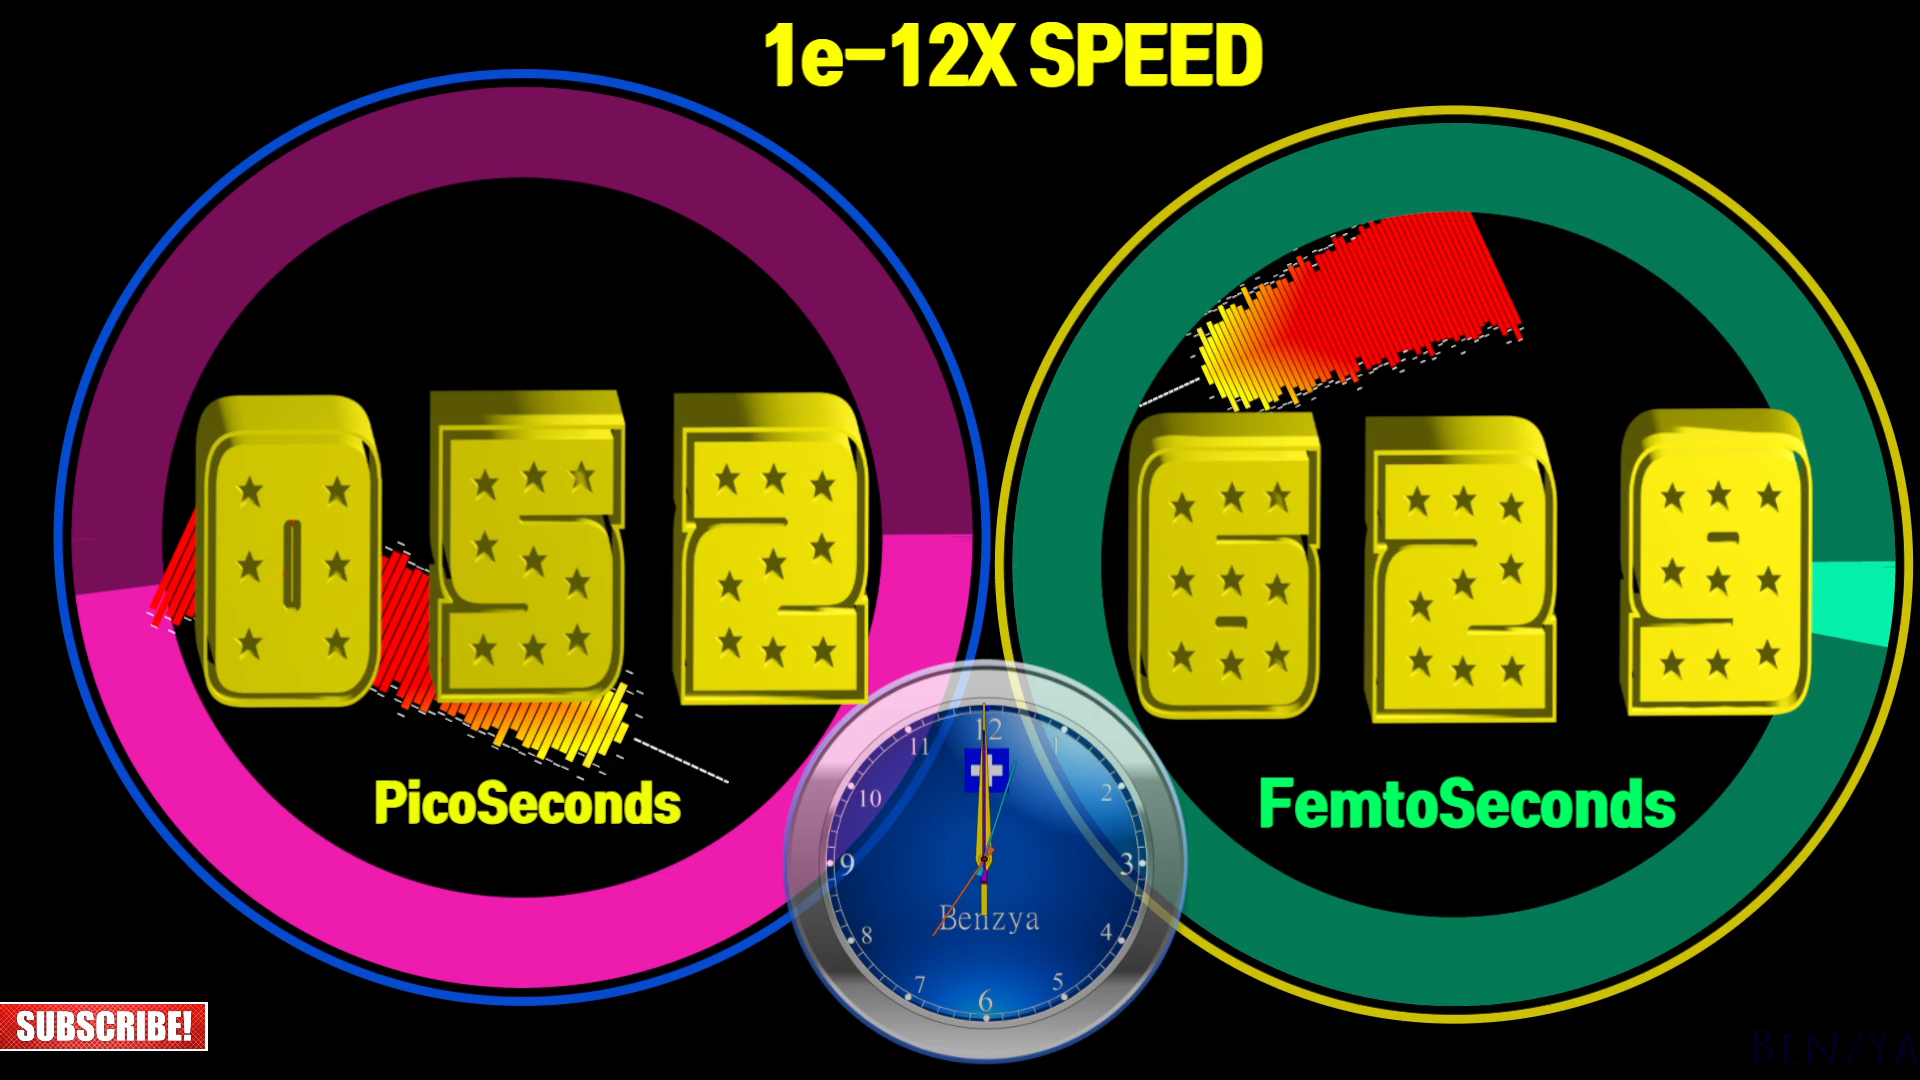 1e-12X SPEED
052
629
PicoSeconds
FemtoSeconds
12
11
1
10
2
9
3
Benzya
8
4
7
5
6
SUBSCRIBE!
BENZYA